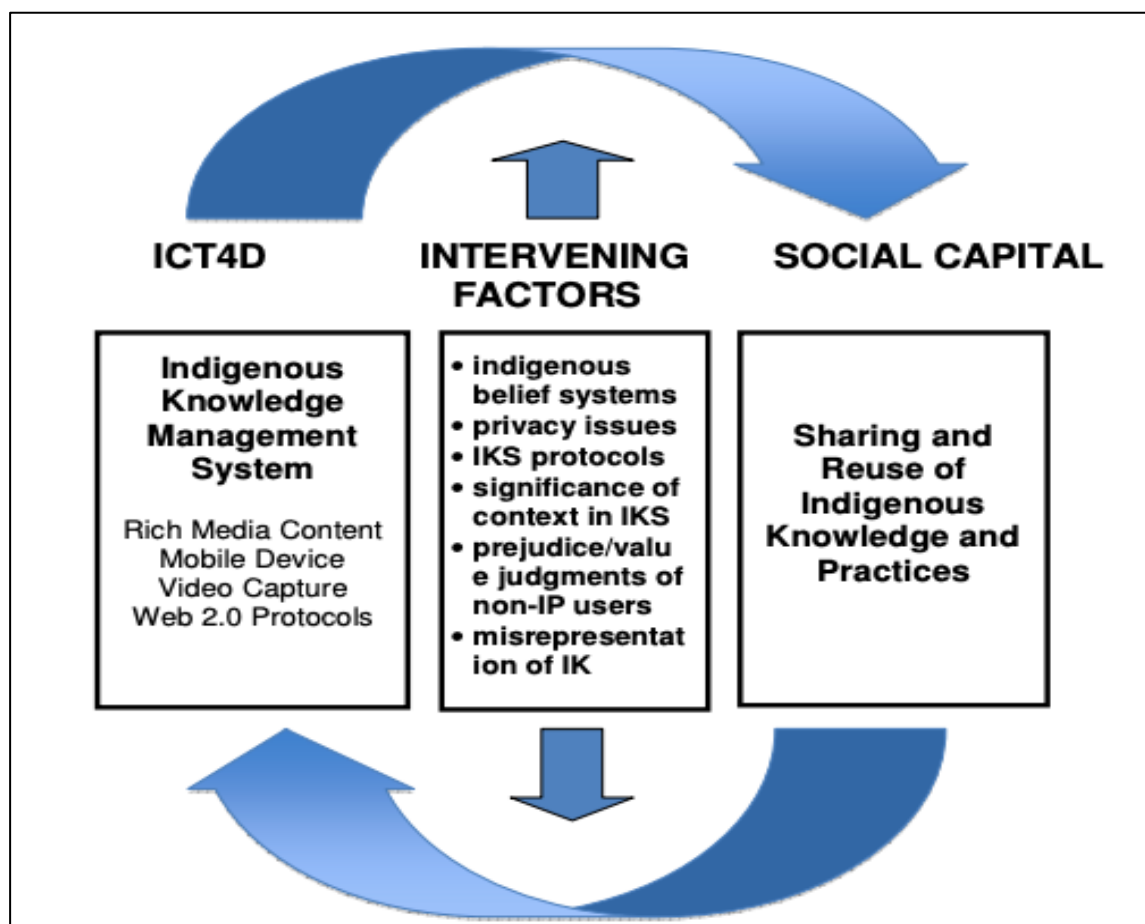 ICT4D
INTERVENING
FACTORS
SOCIAL CAPITAL
Indigenous
Knowledge
Management
System
Rich Media Content
Mobile Device
Video Capture
Web 2.0 Protocols
• indigenous
belief systems
• privacy issues
• IKS protocols
• significance of
context in IKS
• prejudice/valu
e judgments of
non-IP users
• misrepresentat
ion of IK
Sharing and
Reuse of
Indigenous
Knowledge and
Practices